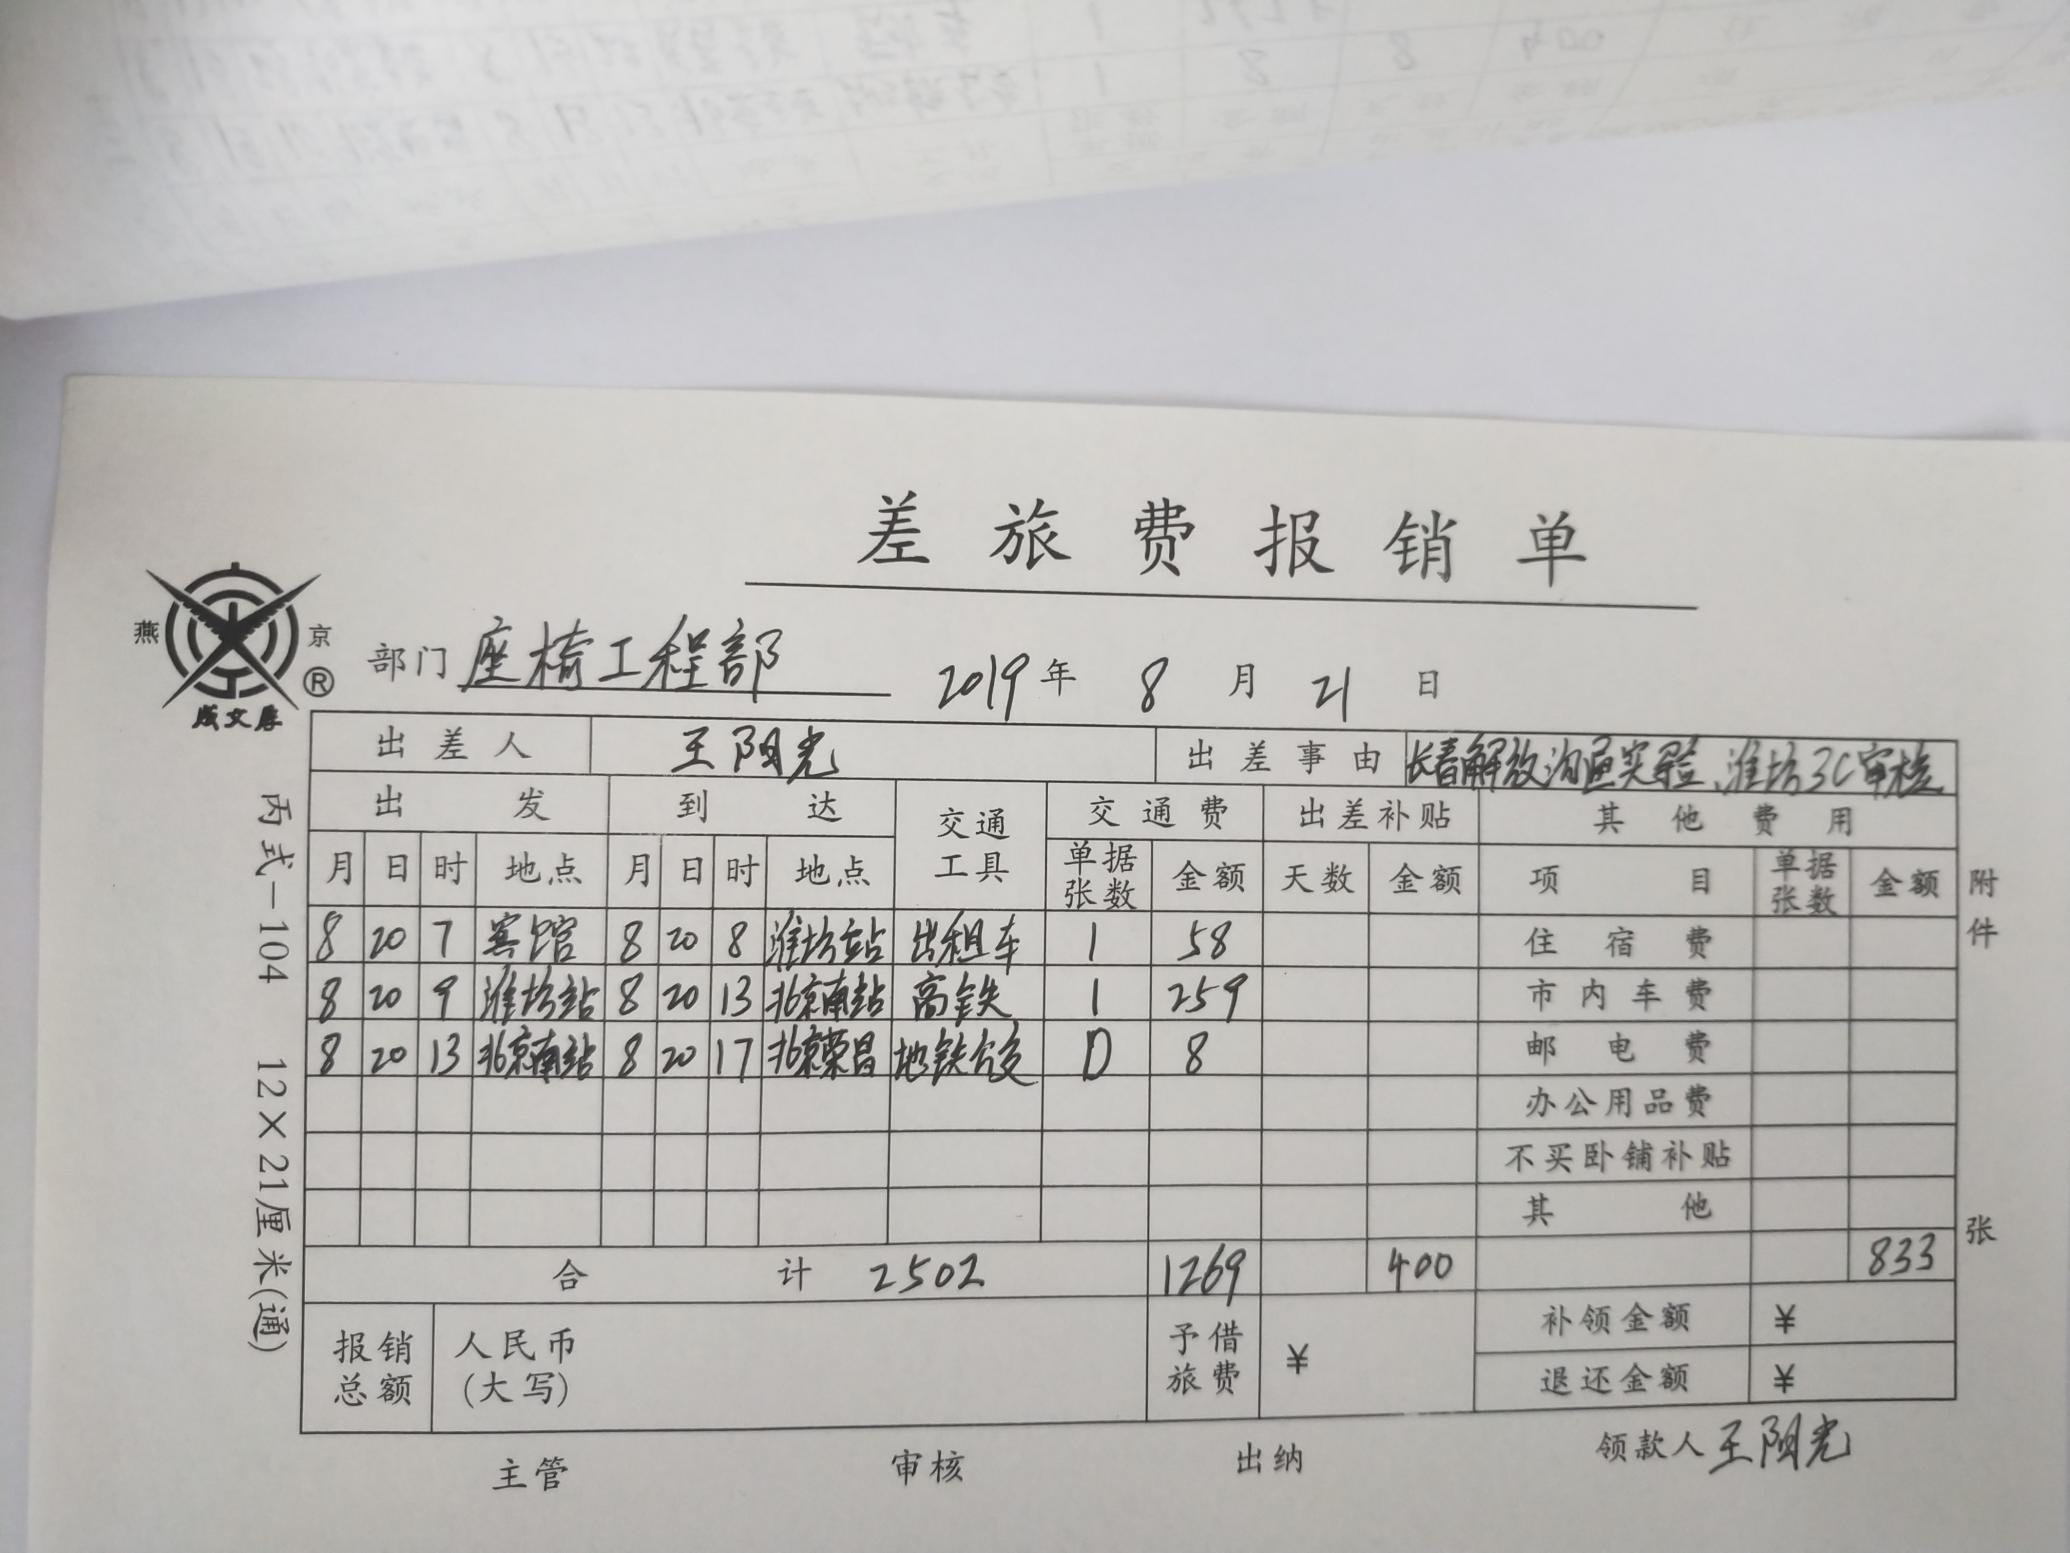 差旅费报销单
燕 京
®
成文厚
部门 座椅工程部 2019年 8月 21日
丙式-104 12×21厘米(通)
出差人 王阳光 出差事由 长春解放沟通实验、潍坊3C审核
出发 到达 交通工具 交通费 出差补贴 其他费用
月 日 时 地点 月 日 时 地点 单据张数 金额 天数 金额 项目 单据张数 金额
8 20 7 宾馆 8 20 8 潍坊站 出租车 1 58 住宿费
8 20 9 潍坊站 8 20 13 北京南站 高铁 1 259 市内车费
8 20 13 北京南站 8 20 17 北京荣昌 地铁公交 0 8 邮电费
办公用品费
不买卧铺补贴
其他
合计 2502 1269 400 833
报销总额 人民币(大写) 予借旅费 ¥ 补领金额 ¥
退还金额 ¥
附件 张
主管 审核 出纳 领款人 王阳光